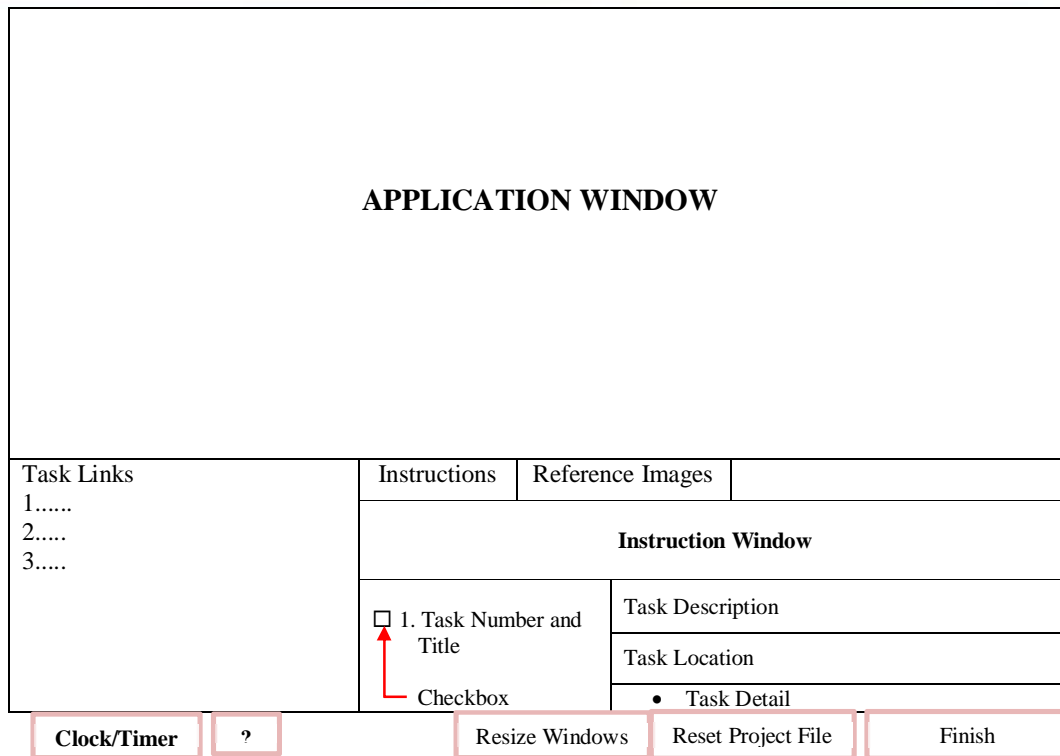 APPLICATION WINDOW
Task Links
1......
2.....
3.....
Instructions
Reference Images
Instruction Window
1. Task Number and
Title
Checkbox
Task Description
Task Location
• Task Detail
Clock/Timer
?
Resize Windows
Reset Project File
Finish